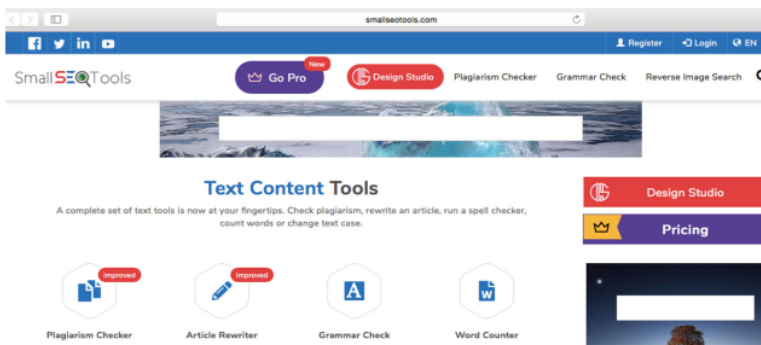 smallseotools.com
Register Login EN
SmallSEOTools
Go Pro
New
Design Studio
Plagiarism Checker
Grammar Check
Reverse Image Search
Text Content Tools
A complete set of text tools is now at your fingertips. Check plagiarism, rewrite an article, run a spell checker,
count words or change text case.
Design Studio
Pricing
Improved
Improved
A
W
Plagiarism Checker
Article Rewriter
Grammar Check
Word Counter